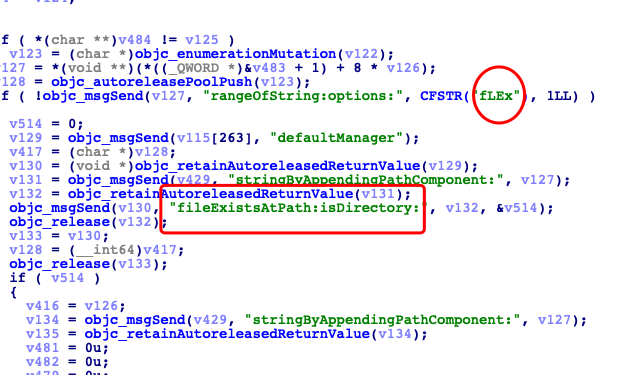 f ( *(char **)v484 != v125 )
v123 = (char *)objc_enumerationMutation(v122);
v127 = *(void **)(*((_QWORD *)&v483 + 1) + 8 * v126);
v128 = objc_autoreleasePoolPush(v123);
f ( !objc_msgSend(v127, "rangeOfString:options:", CFSTR("fLEx"), 1LL) )
v514 = 0;
v129 = objc_msgSend(v115[263], "defaultManager");
v417 = (char *)v128;
v130 = (void *)objc_retainAutoreleasedReturnValue(v129);
v131 = objc_msgSend(v429, "stringByAppendingPathComponent:", v127);
v132 = objc_retainAutoreleasedReturnValue(v131);
objc_msgSend(v130, "fileExistsAtPath:isDirectory:", v132, &v514);
objc_release(v132);
v133 = v130;
v128 = (__int64)v417;
objc_release(v133);
if ( v514 )
{
v416 = v126;
v134 = objc_msgSend(v429, "stringByAppendingPathComponent:", v127);
v135 = objc_retainAutoreleasedReturnValue(v134);
v481 = 0u;
v482 = 0u;